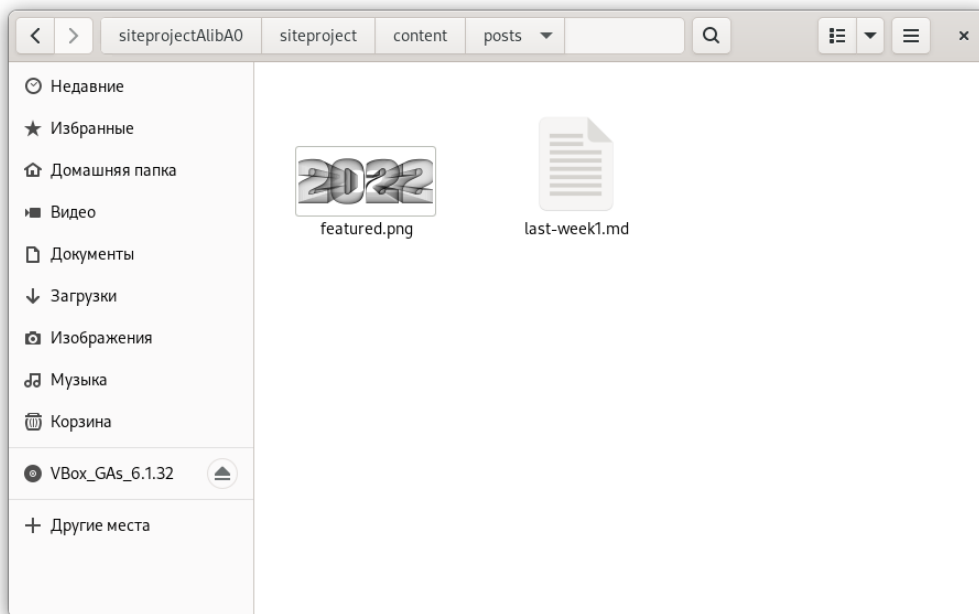 siteprojectAlibA0 siteproject content posts
Недавние
Избранные
Домашняя папка
Видео
Документы
Загрузки
Изображения
Музыка
Корзина
VBox_GAs_6.1.32
Другие места
2022
featured.png last-week1.md